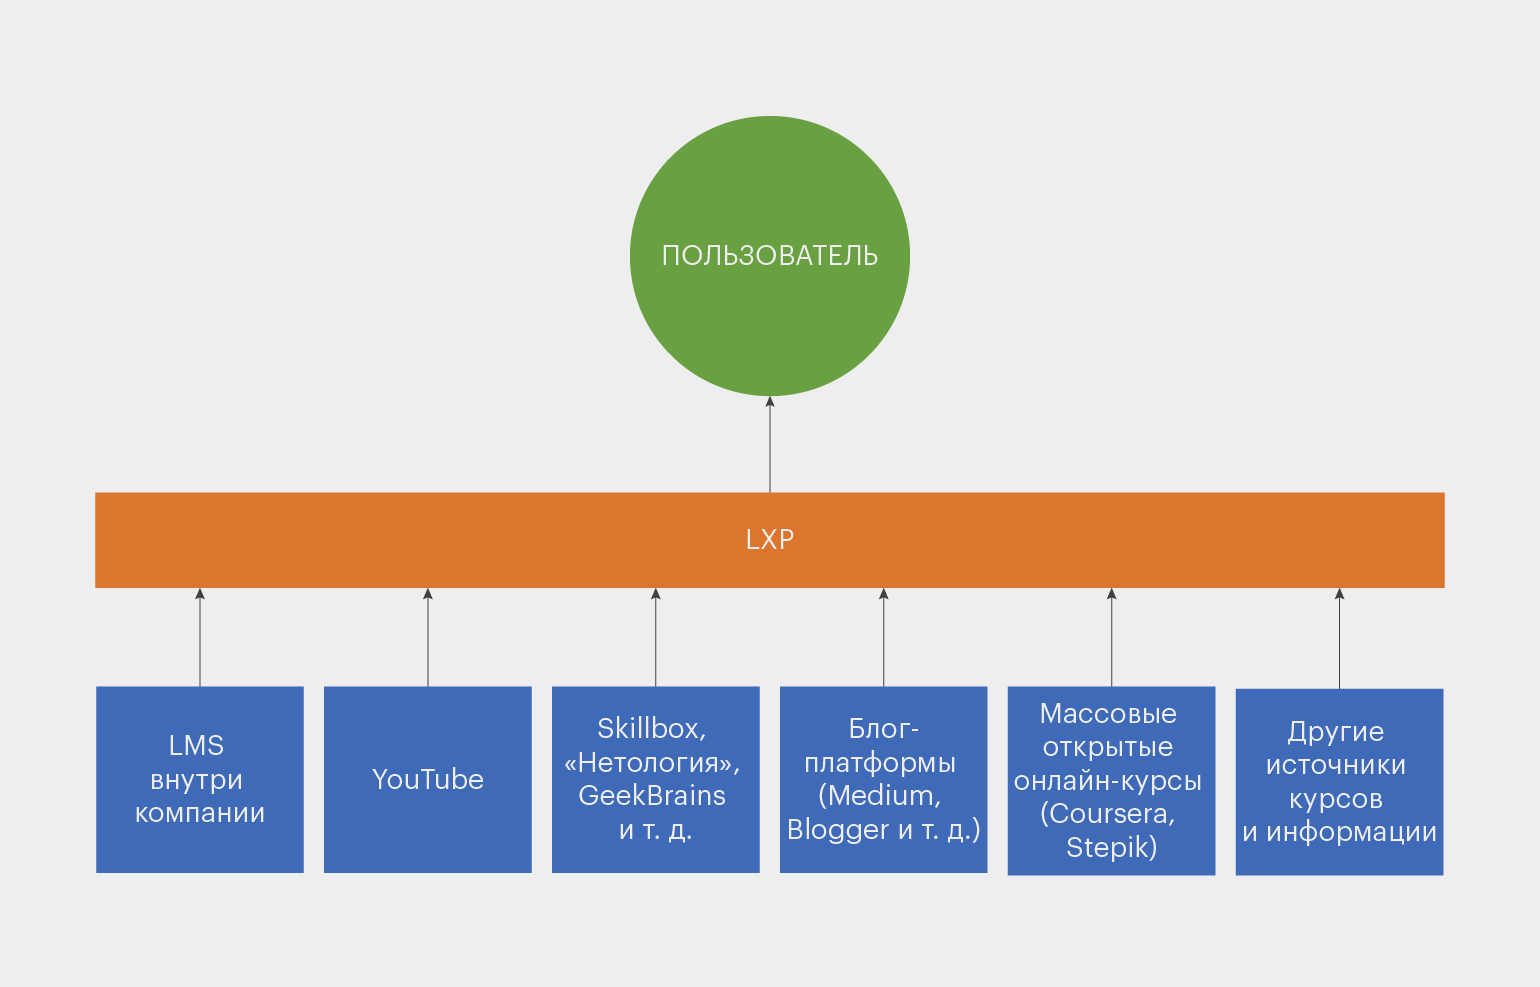 ПОЛЬЗОВАТЕЛЬ
LXP
LMS
внутри
компании
YouTube
Skillbox,
«Нетология»,
GeekBrains
и т. д.
Блог-
платформы
(Medium,
Blogger и т. д.)
Массовые
открытые
онлайн-курсы
(Coursera,
Stepik)
Другие
источники
курсов
и информации